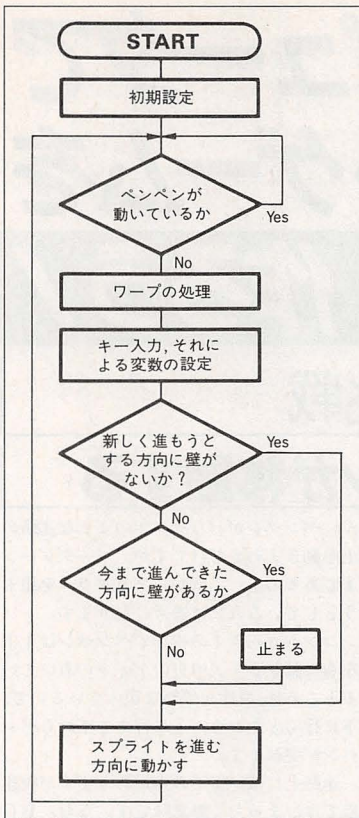 START
初期設定
ペンペンが
動いているか
Yes
No
ワープの処理
キー入力，それに
よる変数の設定
新しく進もうと
する方向に壁が
ないか？
Yes
No
今まで進んできた
方向に壁があるか
Yes
No
止まる
スプライトを進む
方向に動かす